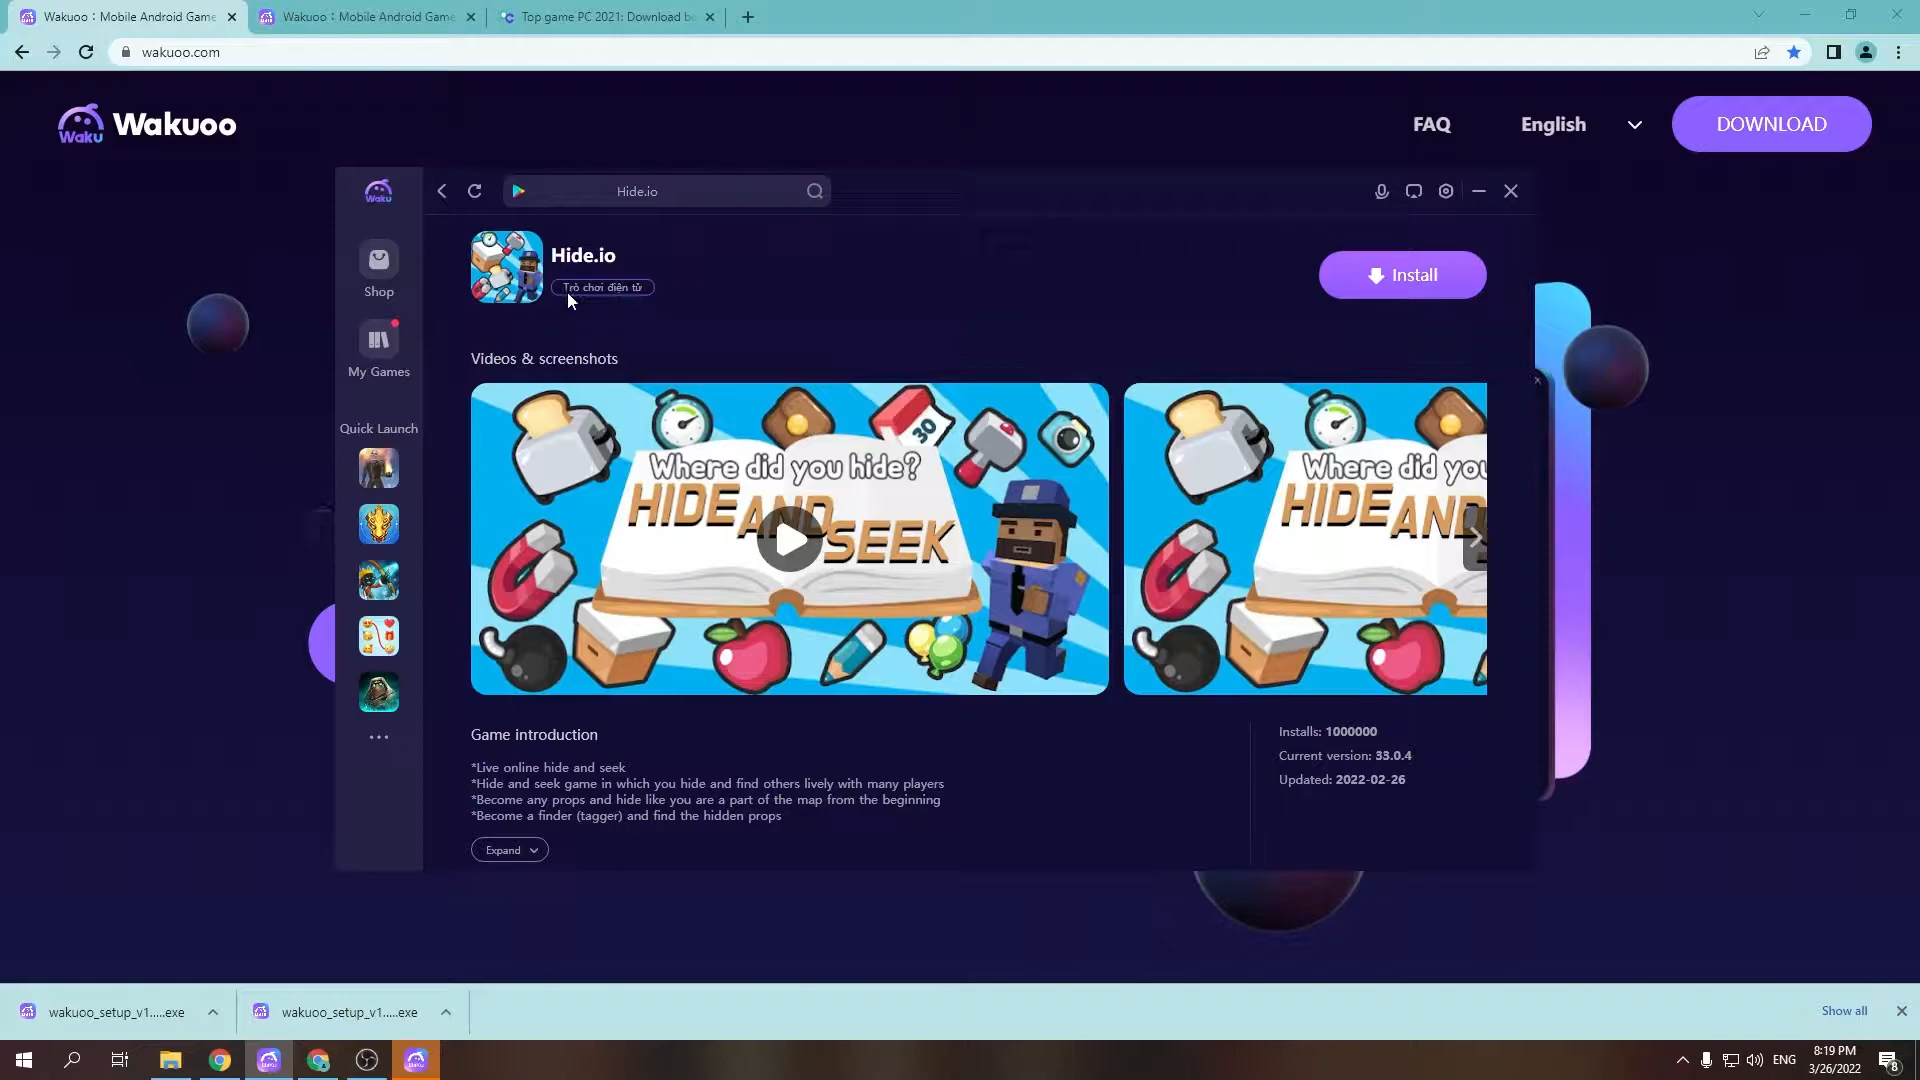 Wakuoo : Mobile Android Game
Wakuoo : Mobile Android Game
Top game PC 2021: Download be
wakuoo.com
Waku
Wakuoo
FAQ
English
DOWNLOAD
Waku
Hide.io
Hide.io
Trò chơi điện tử
Install
Shop
My Games
Quick Launch
Videos & screenshots
30
Where did you hide?
HIDE AND SEEK
Where did you
HIDE AND
Game introduction
*Live online hide and seek
*Hide and seek game in which you hide and find others lively with many players
*Become any props and hide like you are a part of the map from the beginning
*Become a finder (tagger) and find the hidden props
Expand
Installs: 1000000
Current version: 33.0.4
Updated: 2022-02-26
wakuoo_setup_v1.....exe
wakuoo_setup_v1.....exe
Show all
ENG
8:19 PM
3/26/2022
8